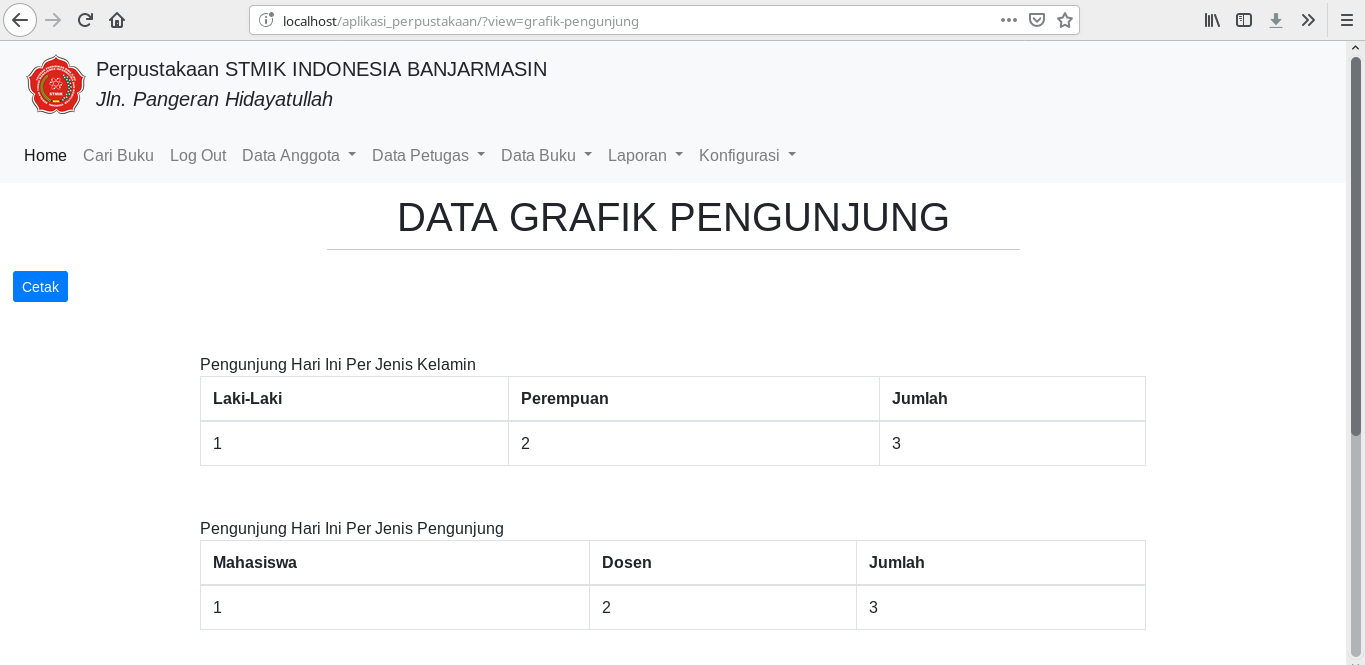 localhost/aplikasi_perpustakaan/?view=grafik-pengunjung
Perpustakaan STMIK INDONESIA BANJARMASIN
Jln. Pangeran Hidayatullah
Home Cari Buku Log Out Data Anggota Data Petugas Data Buku Laporan Konfigurasi
DATA GRAFIK PENGUNJUNG
Cetak
Pengunjung Hari Ini Per Jenis Kelamin
Laki-Laki Perempuan Jumlah
1 2 3
Pengunjung Hari Ini Per Jenis Pengunjung
Mahasiswa Dosen Jumlah
1 2 3